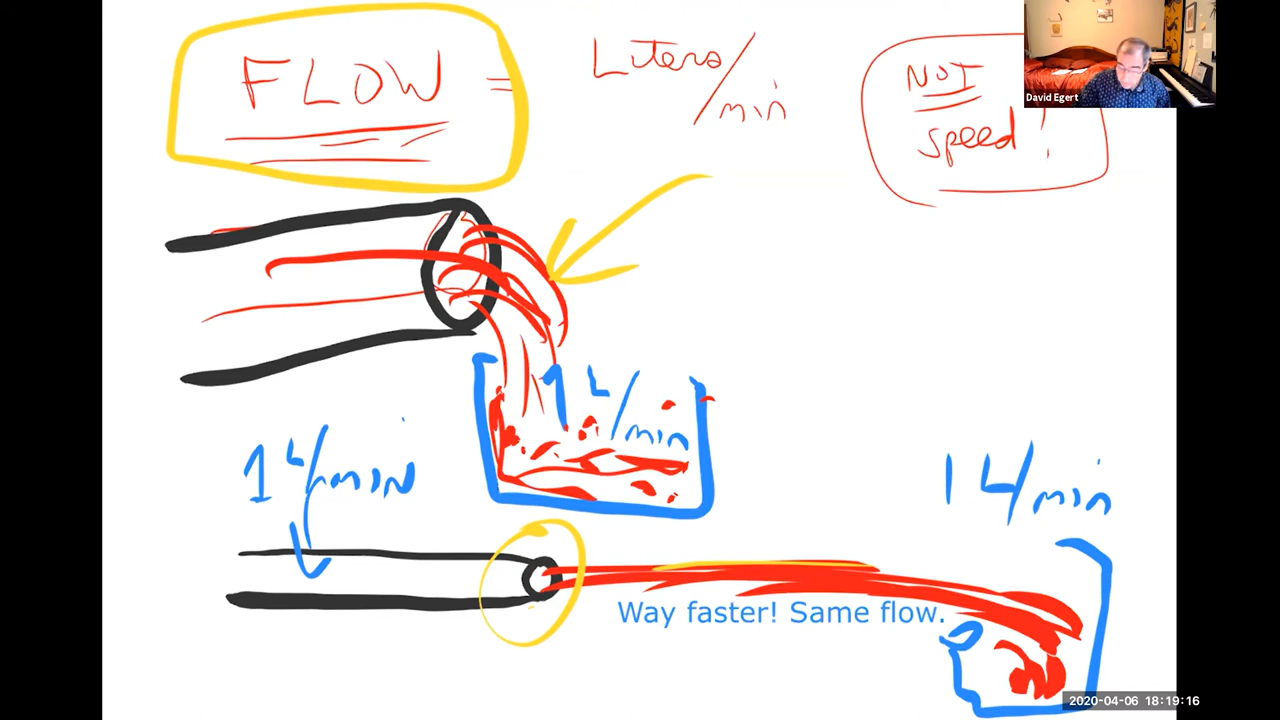 FLOW =
Liters/min
NOT
speed!
David Egert
1 L/min
1 L/min
1 L/min
Way faster! Same flow.
2020-04-06 18:19:16